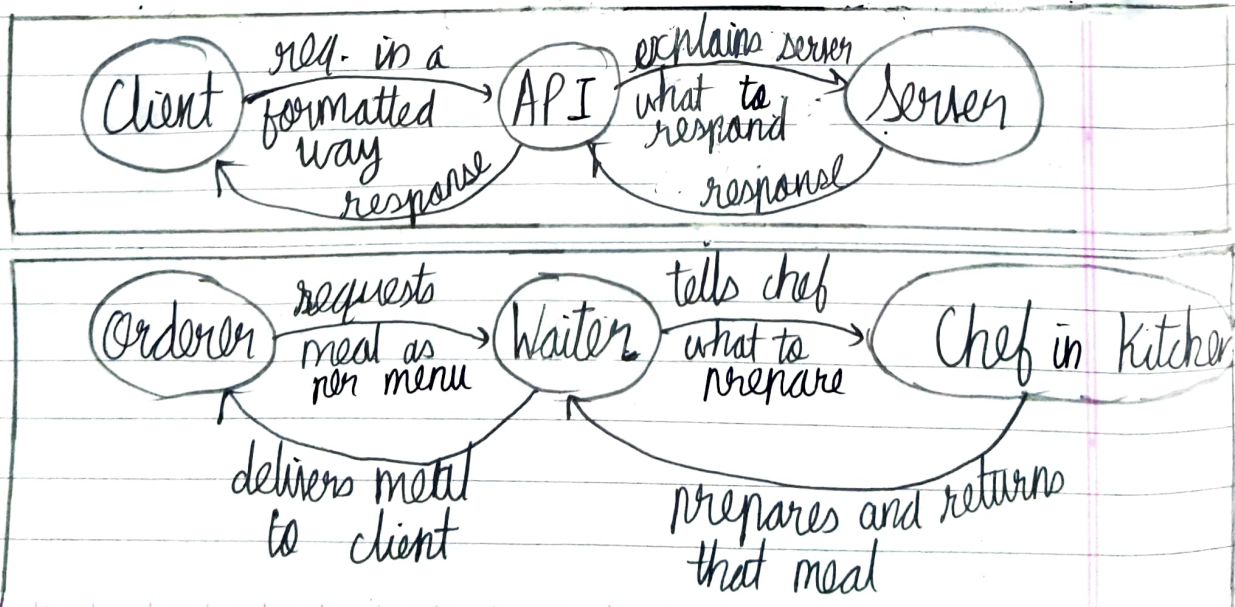 Client
req. in a
formatted
way
response
API
explains server
what to
respond
response
Server
Orderer
requests
meal as
per menu
delivers meal
to client
Waiter
tells chef
what to
prepare
prepares and returns
that meal
Chef in Kitchen